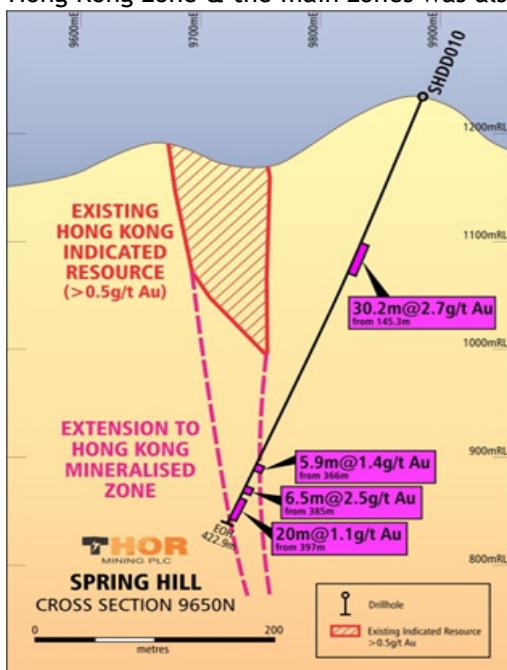 Hong Kong zone & the main zones was als
9600mE
9700mE
9800mE
9900mE
SHDD010
1200mRL
EXISTING
HONG KONG
INDICATED
RESOURCE
(>0.5g/t Au)
1100mRL
30.2m@2.7g/t Au
from 145.3m
1000mRL
EXTENSION TO
HONG KONG
MINERALISED
ZONE
900mRL
5.9m@1.4g/t Au
from 366m
6.5m@2.5g/t Au
from 385m
20m@1.1g/t Au
from 397m
EOH
422.9m
800mRL
THOR
MINING PLC
SPRING HILL
CROSS SECTION 9650N
0
200
metres
Drillhole
Existing Indicated Resource
>0.5g/t Au